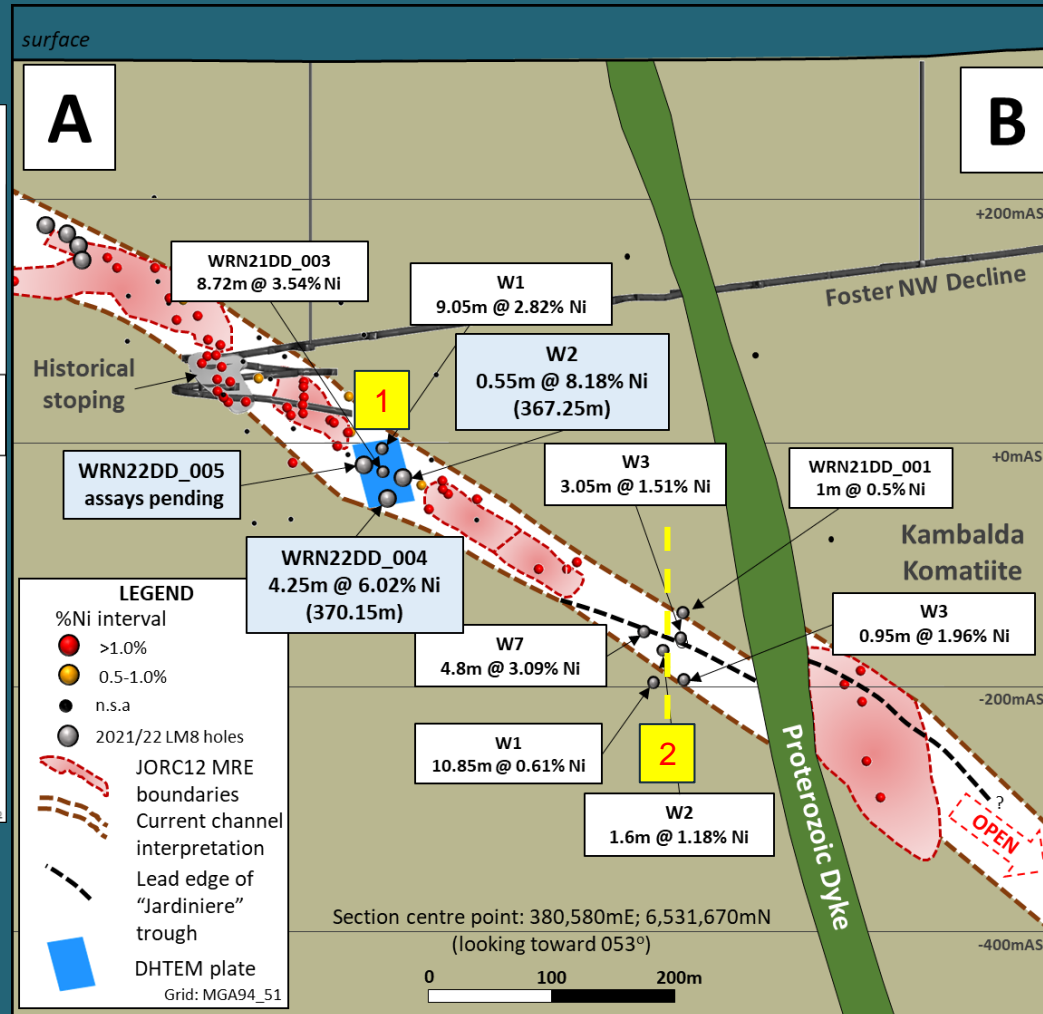 surface
A
B
+200mAS
WRN21DD_003
8.72m @ 3.54% Ni
W1
9.05m @ 2.82% Ni
Foster NW Decline
W2
0.55m @ 8.18% Ni
(367.25m)
Historical
stoping
1
+0mAS
WRN22DD_005
assays pending
W3
3.05m @ 1.51% Ni
WRN21DD_001
1m @ 0.5% Ni
Kambalda
Komatiite
WRN22DD_004
4.25m @ 6.02% Ni
(370.15m)
W3
0.95m @ 1.96% Ni
W7
4.8m @ 3.09% Ni
-200mAS
W1
10.85m @ 0.61% Ni
2
W2
1.6m @ 1.18% Ni
Proterozoic Dyke
?
OPEN
LEGEND
%Ni interval
>1.0%
0.5-1.0%
n.s.a
2021/22 LM8 holes
JORC12 MRE
boundaries
Current channel
interpretation
Lead edge of
“Jardiniere”
trough
DHTEM plate
Grid: MGA94_51
Section centre point: 380,580mE; 6,531,670mN
(looking toward 053°)
-400mAS
0 100 200m